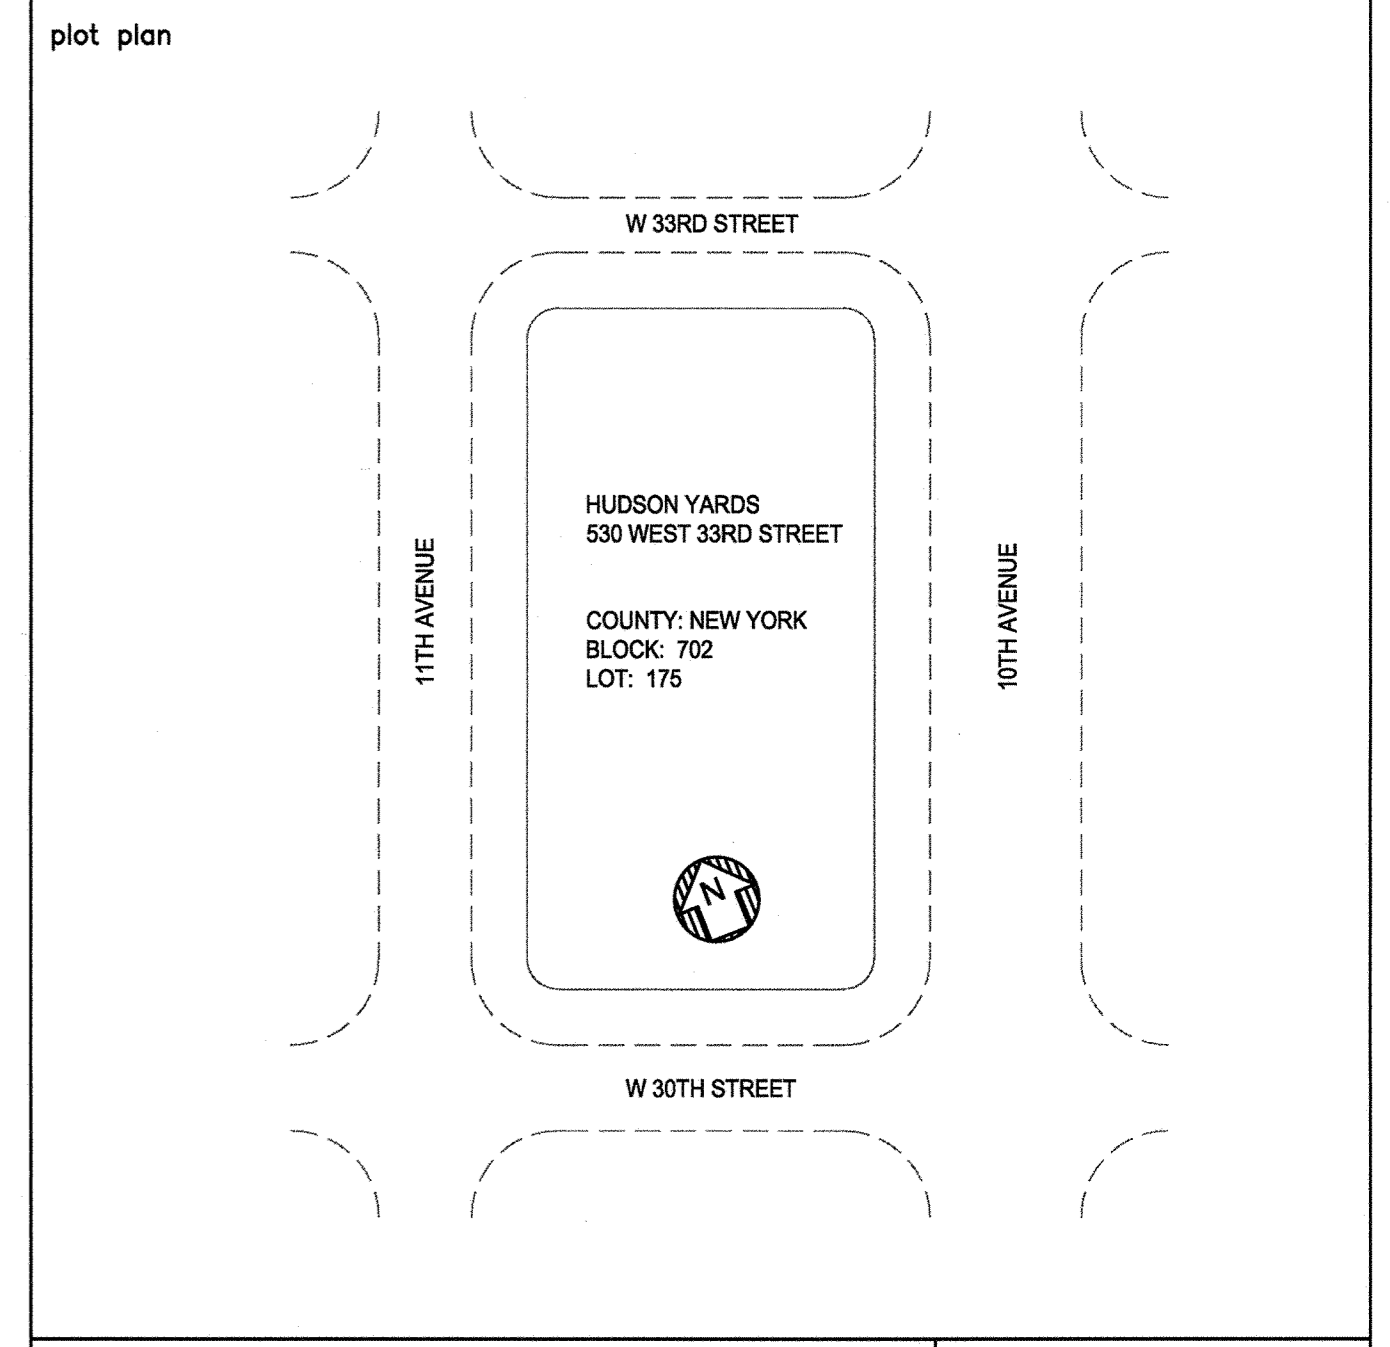 plot plan
W 33RD STREET
HUDSON YARDS
530 WEST 33RD STREET
11TH AVENUE
10TH AVENUE
COUNTY: NEW YORK
BLOCK: 702
LOT: 175
N
W 30TH STREET